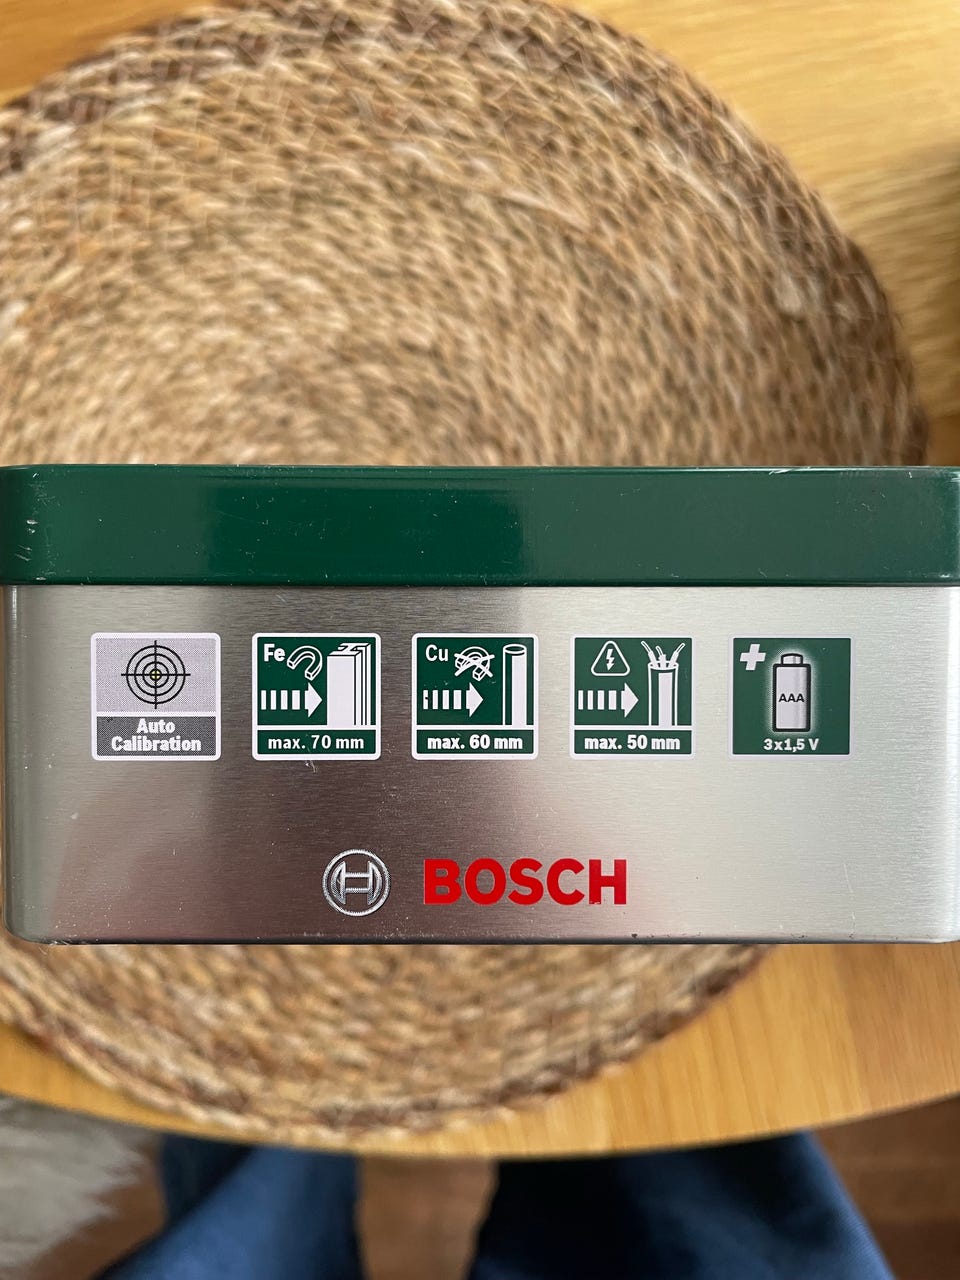 Auto
Calibration
Fe
max. 70 mm
Cu
max. 60 mm
max. 50 mm
AAA
3x1,5 V
BOSCH